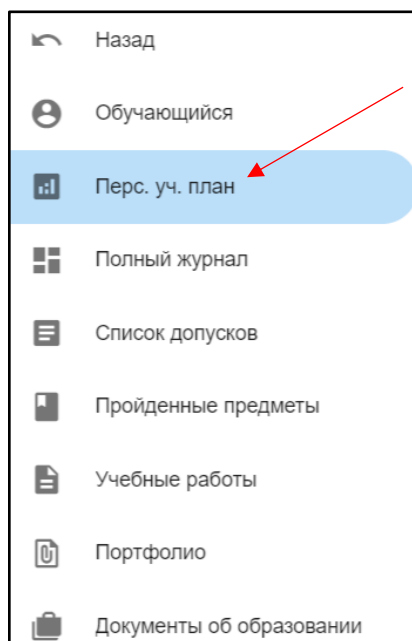 Назад
Обучающийся
Перс. уч. план
Полный журнал
Список допусков
Пройденные предметы
Учебные работы
Портфолио
Документы об образовании